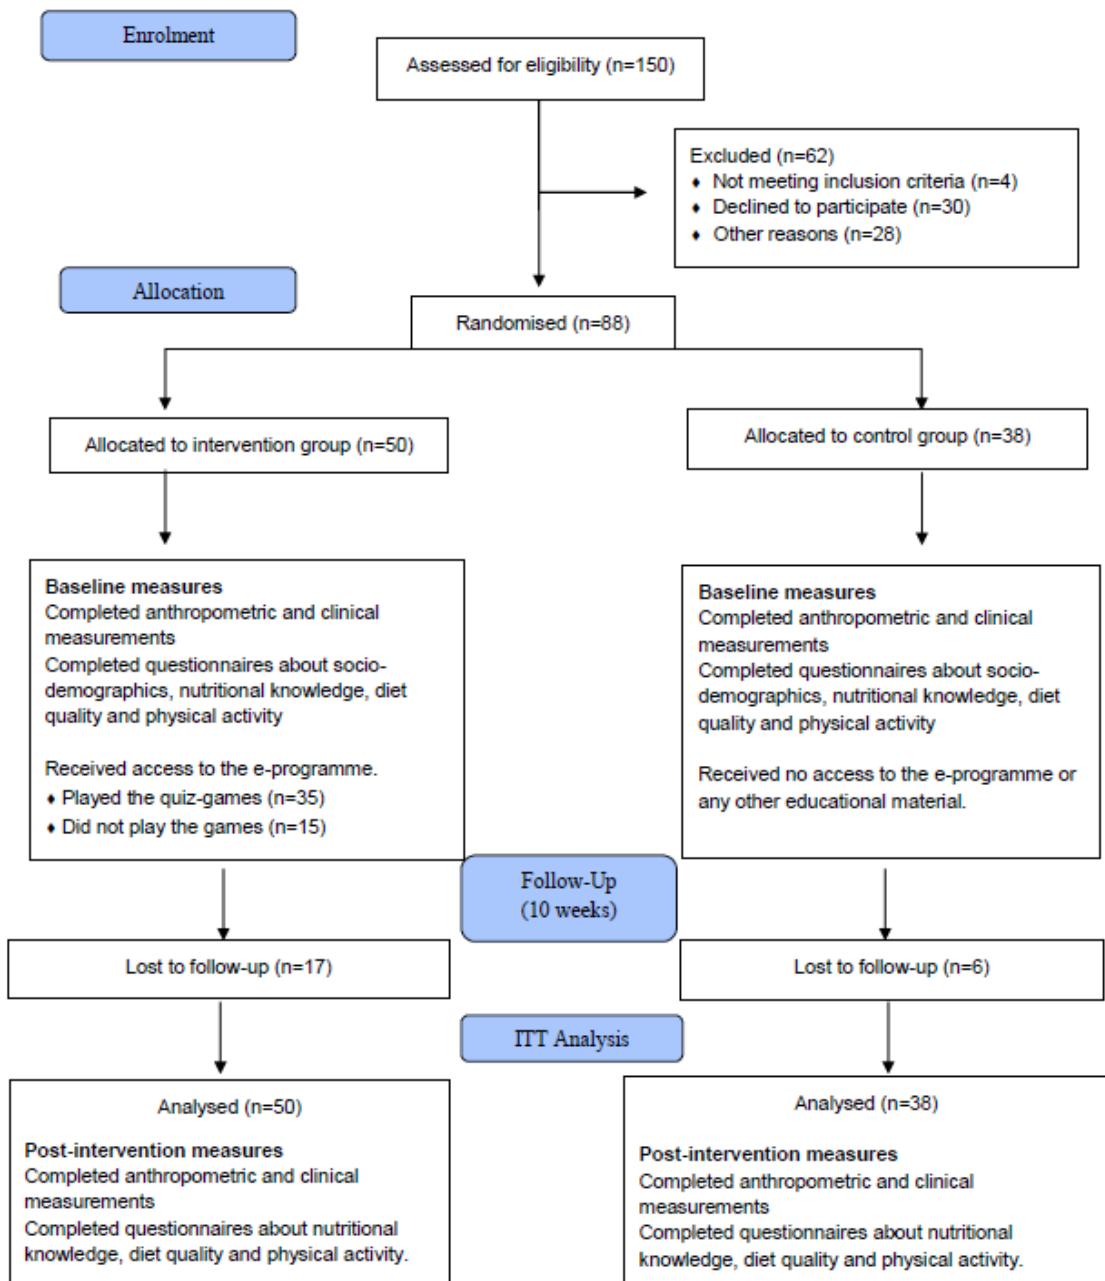 Enrolment
Assessed for eligibility (n=150)
Excluded (n=62)
♦ Not meeting inclusion criteria (n=4)
♦ Declined to participate (n=30)
♦ Other reasons (n=28)
Allocation
Randomised (n=88)
Allocated to intervention group (n=50)
Allocated to control group (n=38)
Baseline measures
Completed anthropometric and clinical
measurements
Completed questionnaires about socio-
demographics, nutritional knowledge, diet
quality and physical activity
Received access to the e-programme.
♦ Played the quiz-games (n=35)
♦ Did not play the games (n=15)
Baseline measures
Completed anthropometric and clinical
measurements
Completed questionnaires about socio-
demographics, nutritional knowledge, diet
quality and physical activity
Received no access to the e-programme or
any other educational material.
Follow-Up
(10 weeks)
Lost to follow-up (n=17)
Lost to follow-up (n=6)
ITT Analysis
Analysed (n=50)
Post-intervention measures
Completed anthropometric and clinical
measurements
Completed questionnaires about nutritional
knowledge, diet quality and physical activity.
Analysed (n=38)
Post-intervention measures
Completed anthropometric and clinical
measurements
Completed questionnaires about nutritional
knowledge, diet quality and physical activity.